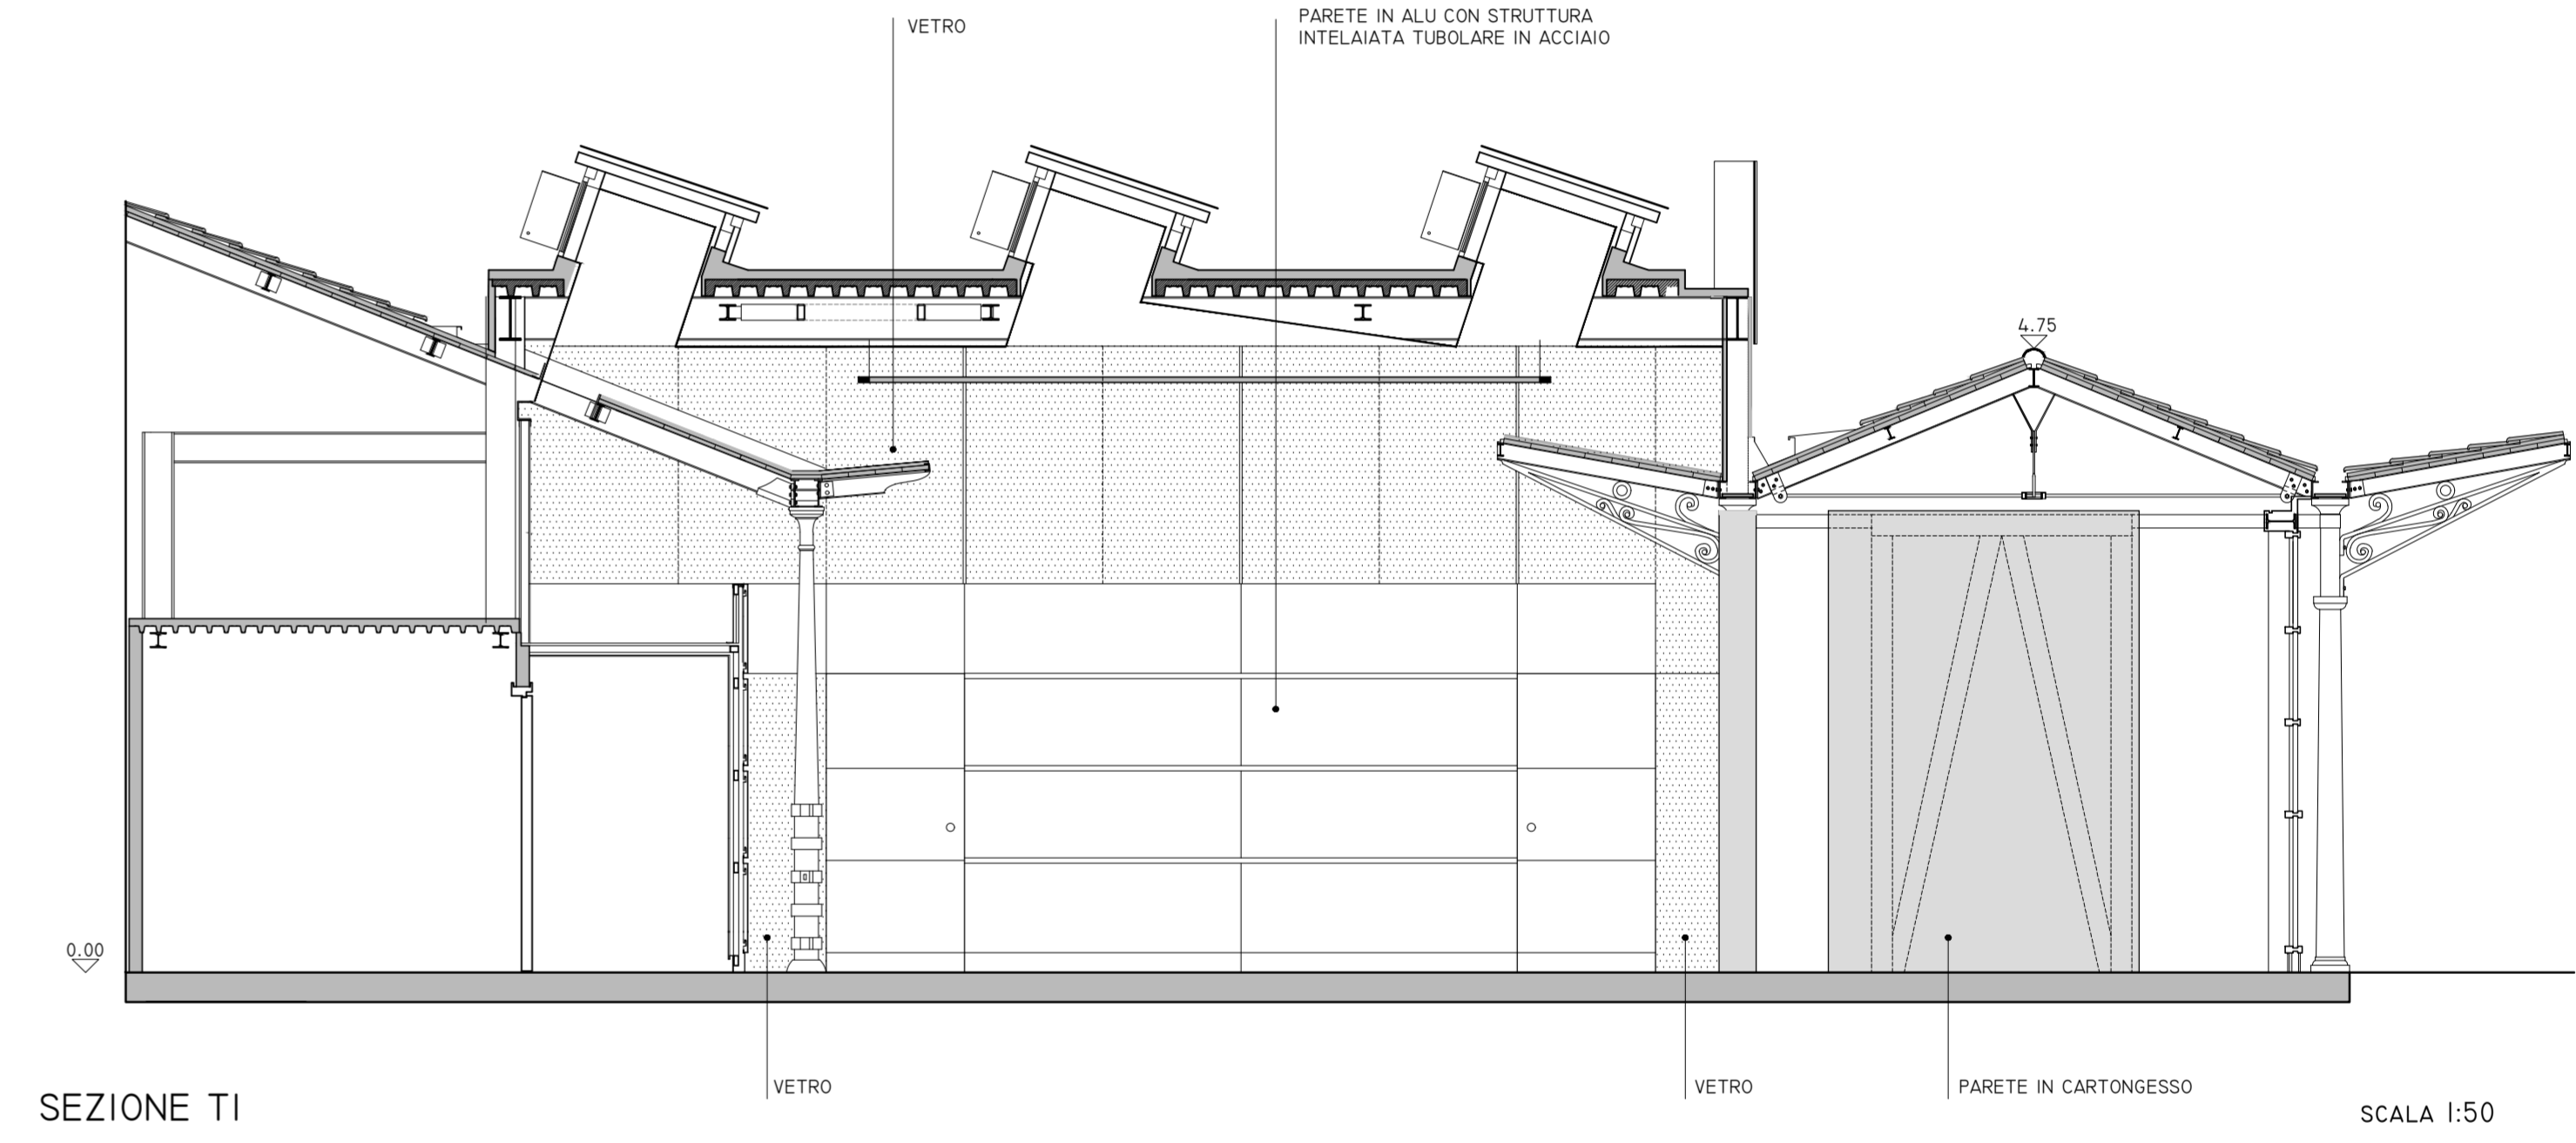 VETRO
PARETE IN ALU CON STRUTTURA
INTELAIATA TUBOLARE IN ACCIAIO
4.75
0.00
VETRO
VETRO
PARETE IN CARTONGESSO
SEZIONE T1
SCALA 1:50